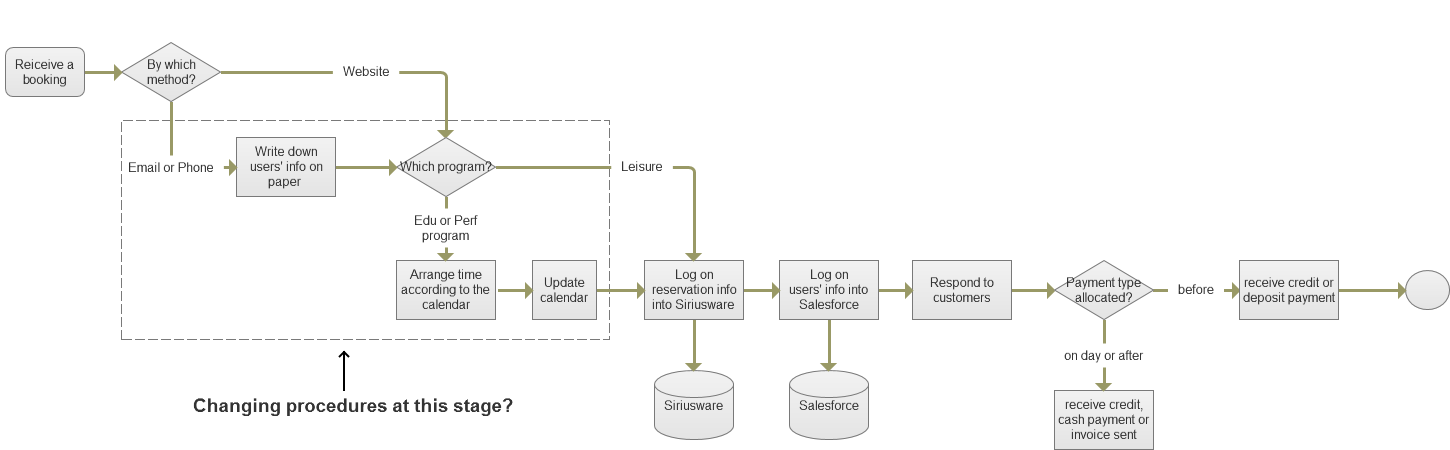 Reiceive a
booking
By which
method?
Website
Email or Phone
Write down
users' info on
paper
Which program?
Leisure
Edu or Perf
program
Arrange time
according to the
calendar
Update
calendar
Log on
reservation info
into Siriusware
Log on
users' info into
Salesforce
Respond to
customers
Payment type
allocated?
before
receive credit or
deposit payment
on day or after
receive credit,
cash payment or
invoice sent
Siriusware
Salesforce
Changing procedures at this stage?